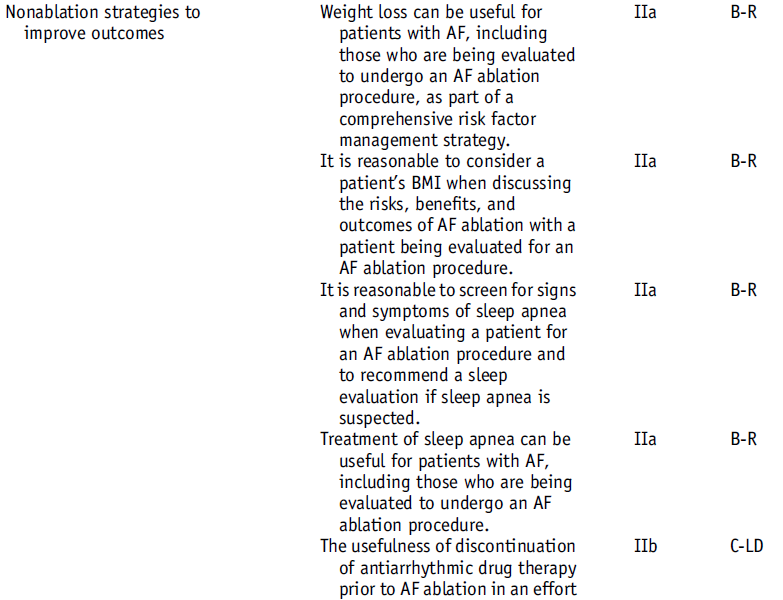 Nonablation strategies to
improve outcomes
Weight loss can be useful for IIa B-R
patients with AF, including
those who are being evaluated
to undergo an AF ablation
procedure, as part of a
comprehensive risk factor
management strategy.
It is reasonable to consider a IIa B-R
patient's BMI when discussing
the risks, benefits, and
outcomes of AF ablation with a
patient being evaluated for an
AF ablation procedure.
It is reasonable to screen for signs IIa B-R
and symptoms of sleep apnea
when evaluating a patient for
an AF ablation procedure and
to recommend a sleep
evaluation if sleep apnea is
suspected.
Treatment of sleep apnea can be IIa B-R
useful for patients with AF,
including those who are being
evaluated to undergo an AF
ablation procedure.
The usefulness of discontinuation IIb C-LD
of antiarrhythmic drug therapy
prior to AF ablation in an effort